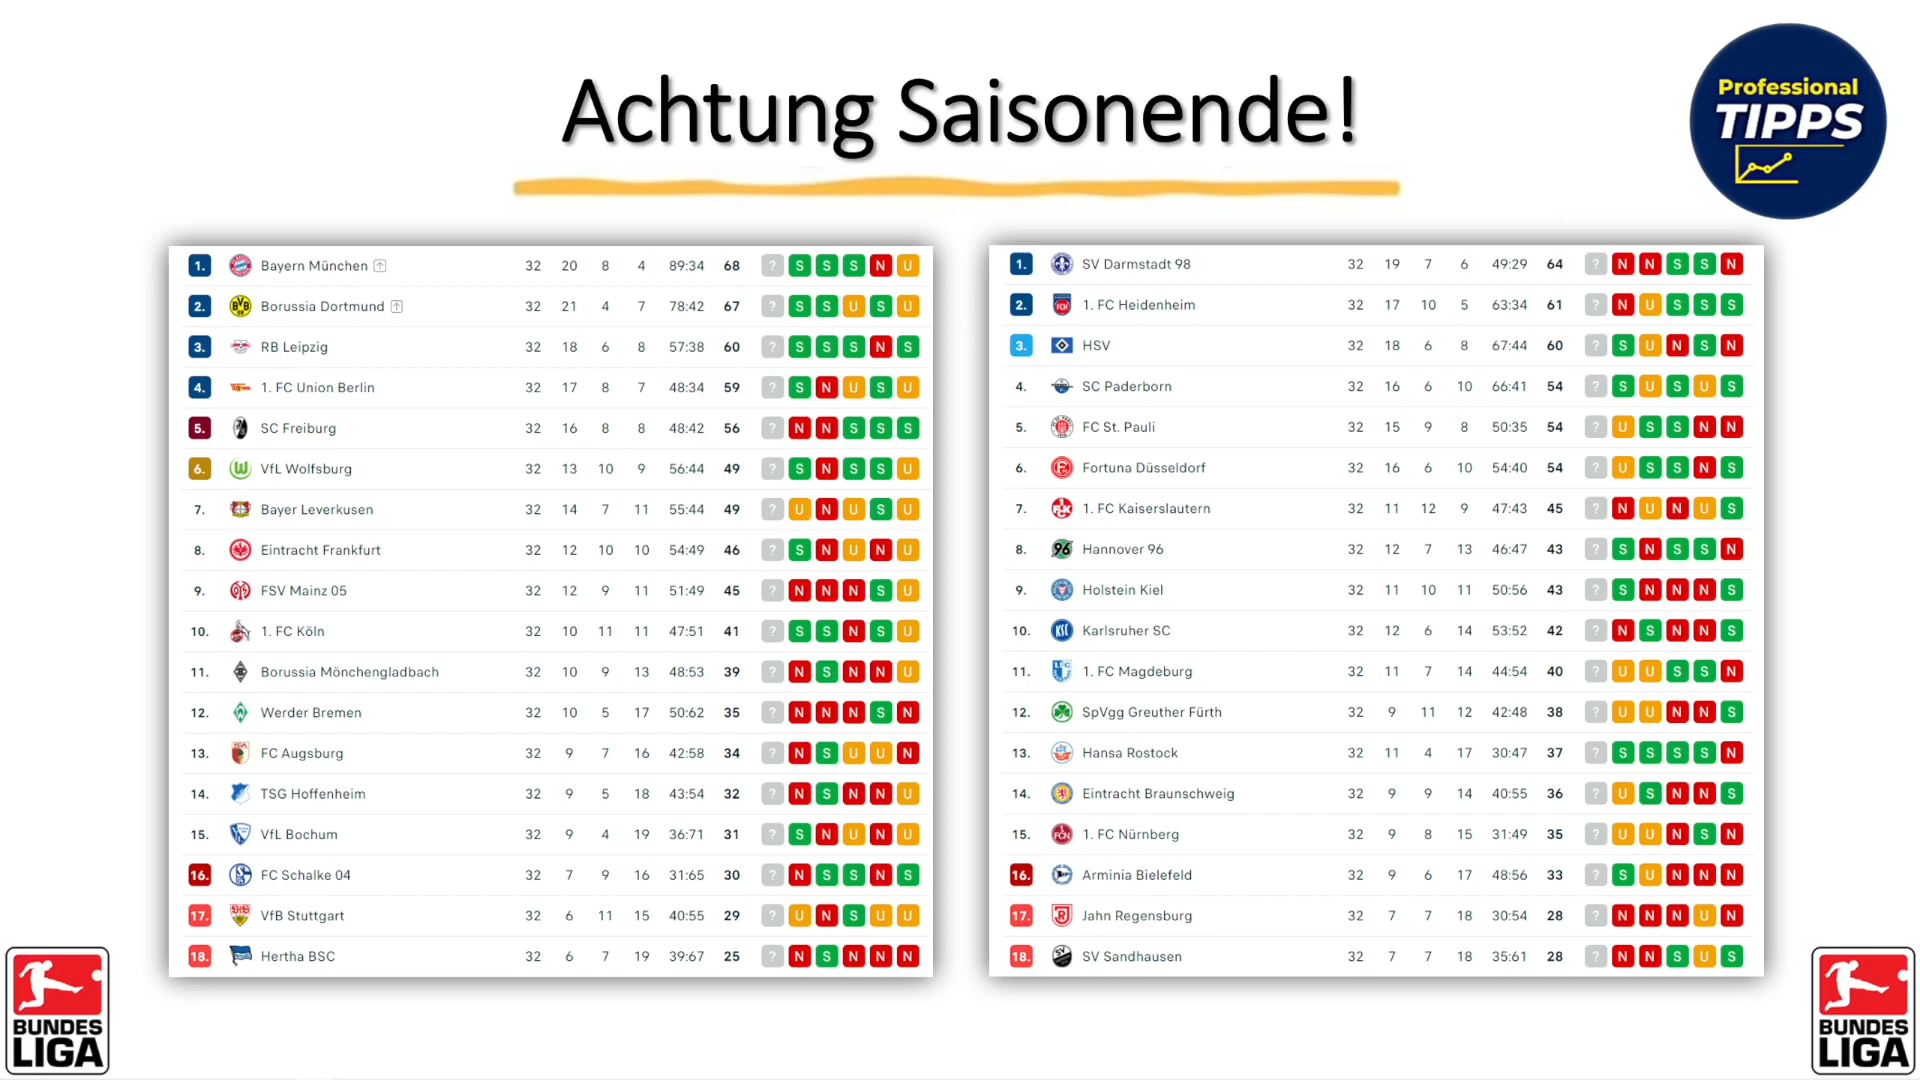 Achtung Saisonende!
Professional
TIPPS
1. Bayern München 32 20 8 4 89:34 68 ? S S S N U
2. Borussia Dortmund 32 21 4 7 78:42 67 ? S S U S U
3. RB Leipzig 32 18 6 8 57:38 60 ? S S S N S
4. 1. FC Union Berlin 32 17 8 7 48:34 59 ? S N U S U
5. SC Freiburg 32 16 8 8 48:42 56 ? N N S S S
6. VfL Wolfsburg 32 13 10 9 56:44 49 ? S N S S U
7. Bayer Leverkusen 32 14 7 11 55:44 49 ? U N U S U
8. Eintracht Frankfurt 32 12 10 10 54:49 46 ? S N U N U
9. FSV Mainz 05 32 12 9 11 51:49 45 ? N N N S U
10. 1. FC Köln 32 10 11 11 47:51 41 ? S S N S U
11. Borussia Mönchengladbach 32 10 9 13 48:53 39 ? N S N N U
12. Werder Bremen 32 10 5 17 50:62 35 ? N N N S N
13. FC Augsburg 32 9 7 16 42:58 34 ? N S U U N
14. TSG Hoffenheim 32 9 5 18 43:54 32 ? N S N N U
15. VfL Bochum 32 9 4 19 36:71 31 ? S N U N U
16. FC Schalke 04 32 7 9 16 31:65 30 ? N S S N S
17. VfB Stuttgart 32 6 11 15 40:55 29 ? U N S U U
18. Hertha BSC 32 6 7 19 39:67 25 ? N S N N N
1. SV Darmstadt 98 32 19 7 6 49:29 64 ? N N S S N
2. 1. FC Heidenheim 32 17 10 5 63:34 61 ? N U S S S
3. HSV 32 18 6 8 67:44 60 ? S U N S N
4. SC Paderborn 32 16 6 10 66:41 54 ? S U S U S
5. FC St. Pauli 32 15 9 8 50:35 54 ? U S S N N
6. Fortuna Düsseldorf 32 16 6 10 54:40 54 ? U S S N S
7. 1. FC Kaiserslautern 32 11 12 9 47:43 45 ? N U N U S
8. Hannover 96 32 12 7 13 46:47 43 ? S N S S N
9. Holstein Kiel 32 11 10 11 50:56 43 ? S N N N S
10. Karlsruher SC 32 12 6 14 53:52 42 ? N S N N S
11. 1. FC Magdeburg 32 11 7 14 44:54 40 ? U U S S N
12. SpVgg Greuther Fürth 32 9 11 12 42:48 38 ? U U N N S
13. Hansa Rostock 32 11 4 17 30:47 37 ? S S S S N
14. Eintracht Braunschweig 32 9 9 14 40:55 36 ? U S N N S
15. 1. FC Nürnberg 32 9 8 15 31:49 35 ? U U N S N
16. Arminia Bielefeld 32 9 6 17 48:56 33 ? S U N N N
17. Jahn Regensburg 32 7 7 18 30:54 28 ? N N N U N
18. SV Sandhausen 32 7 7 18 35:61 28 ? N N S U S
BUNDES
LIGA
BUNDES
LIGA